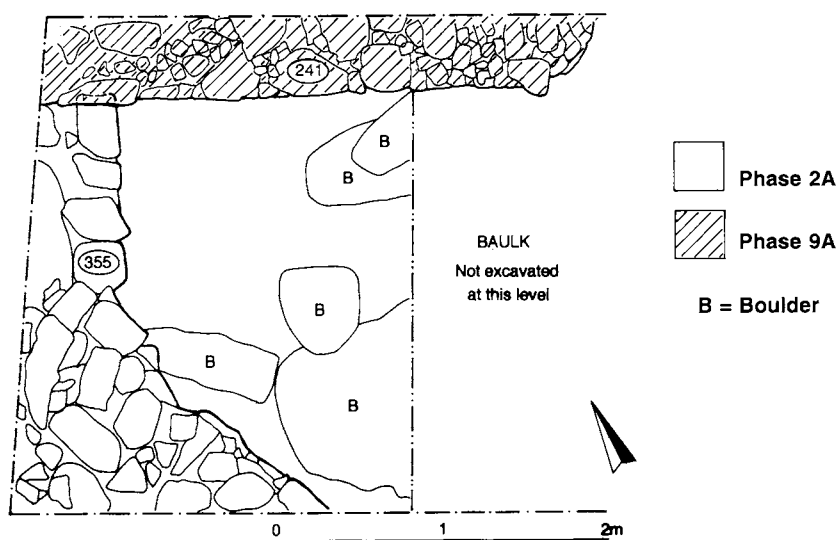 241
B
B
Phase 2A
Phase 9A
B = Boulder
BAULK
Not excavated
at this level
355
B
B
B
0 1 2m